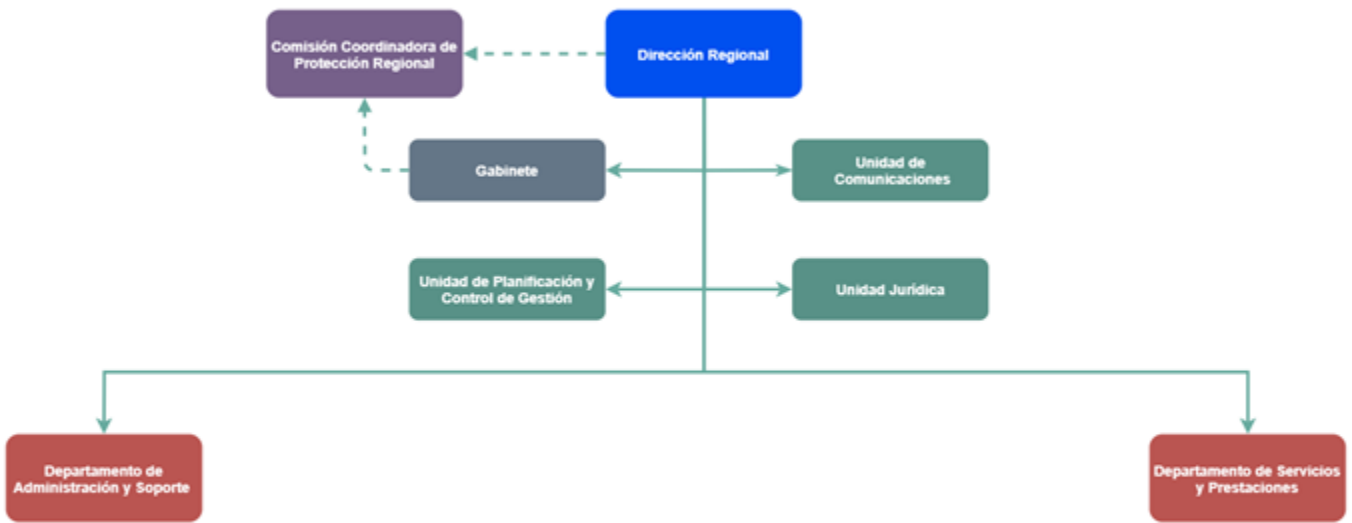 Comisión Coordinadora de
Protección Regional
Dirección Regional
Gabinete
Unidad de
Comunicaciones
Unidad de Planificación y
Control de Gestión
Unidad Jurídica
Departamento de
Administración y Soporte
Departamento de Servicios
y Prestaciones